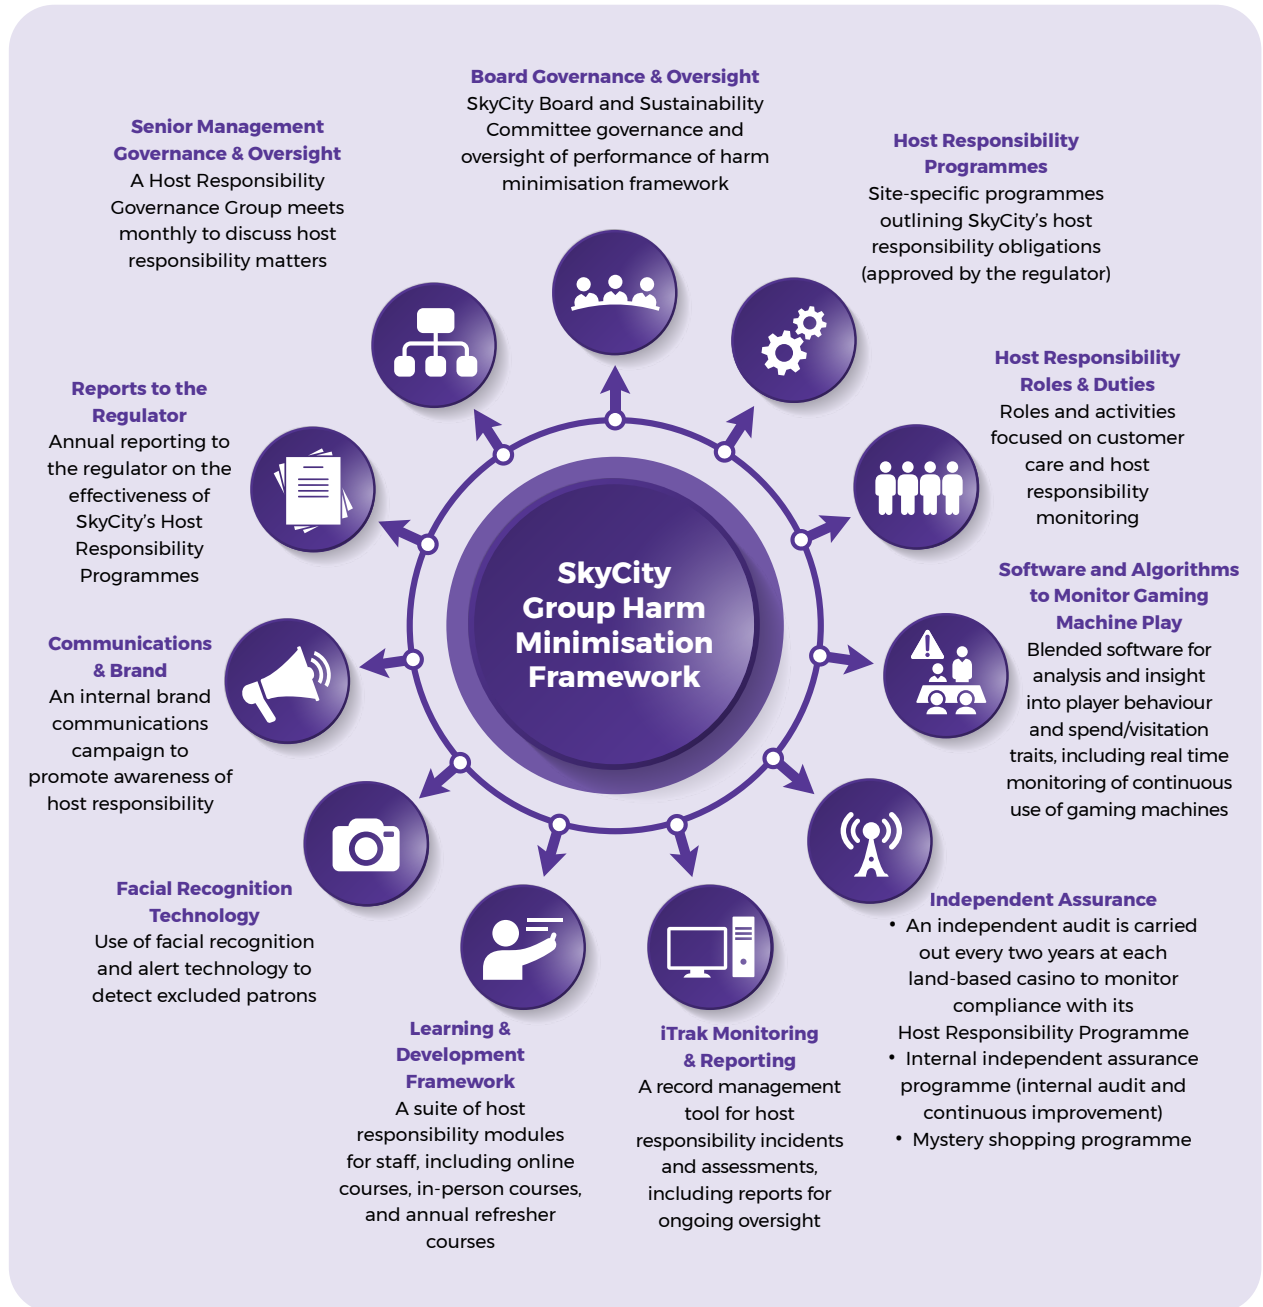 Board Governance & Oversight
SkyCity Board and Sustainability
Committee governance and
oversight of performance of harm
minimisation framework
Senior Management
Governance & Oversight
A Host Responsibility
Governance Group meets
monthly to discuss host
responsibility matters
Host Responsibility
Programmes
Site-specific programmes
outlining SkyCity's host
responsibility obligations
(approved by the regulator)
Host Responsibility
Roles & Duties
Roles and activities
focused on customer
care and host
responsibility
monitoring
Reports to the
Regulator
Annual reporting to
the regulator on the
effectiveness of
SkyCity's Host
Responsibility
Programmes
SkyCity
Group Harm
Minimisation
Framework
Software and Algorithms
to Monitor Gaming
Machine Play
Blended software for
analysis and insight
into player behaviour
and spend/visitation
traits, including real time
monitoring of continuous
use of gaming machines
Communications
& Brand
An internal brand
communications
campaign to
promote awareness of
host responsibility
Facial Recognition
Technology
Use of facial recognition
and alert technology to
detect excluded patrons
Independent Assurance
• An independent audit is carried
out every two years at each
land-based casino to monitor
compliance with its
Host Responsibility Programme
• Internal independent assurance
programme (internal audit and
continuous improvement)
• Mystery shopping programme
Learning &
Development
Framework
A suite of host
responsibility modules
for staff, including online
courses, in-person courses,
and annual refresher
courses
iTrak Monitoring
& Reporting
A record management
tool for host
responsibility incidents
and assessments,
including reports for
ongoing oversight